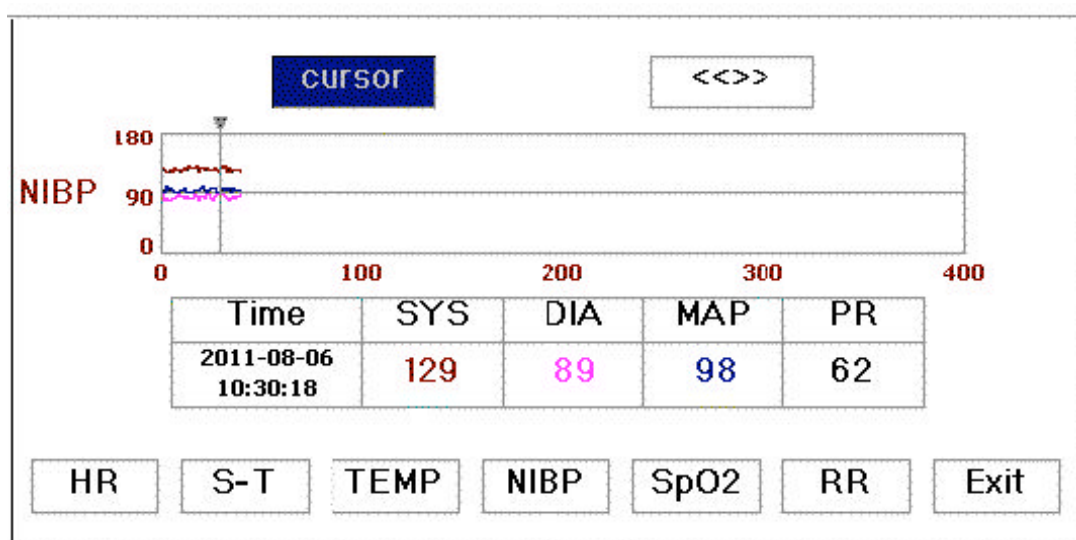 cursor <<>>
180
NIBP 90
0
0 100 200 300 400
Time SYS DIA MAP PR
2011-08-06
10:30:18
129 89 98 62
HR S-T TEMP NIBP SpO2 RR Exit